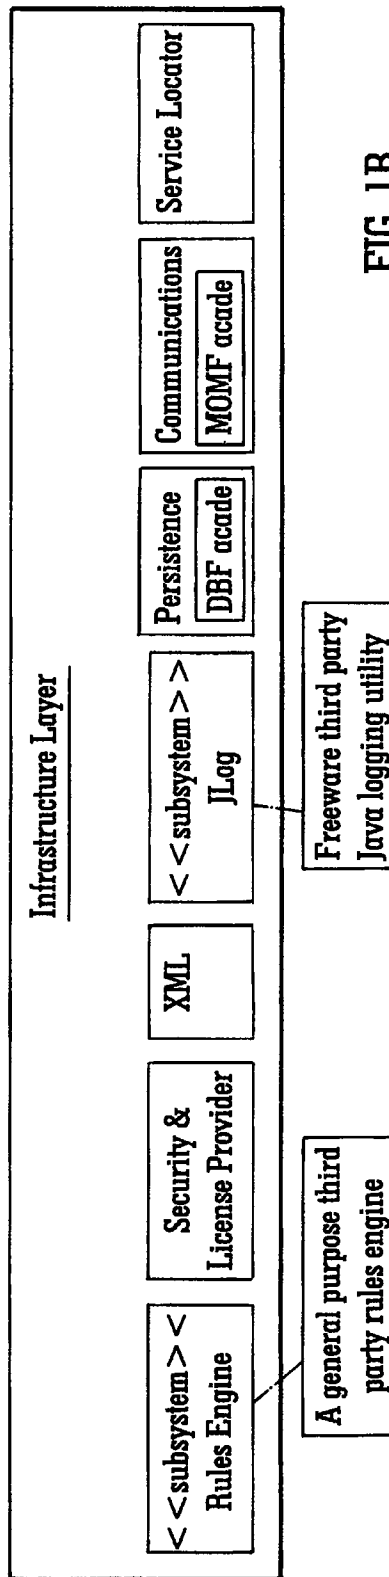 Infrastructure Layer
< <subsystem> <
Rules Engine
Security &
License Provider
XML
< <subsystem> >
JLog
Persistence
DBF acade
Communications
MOMF acade
Service Locator
A general purpose third
party rules engine
Freeware third party
Java logging utility
FIG. 1B